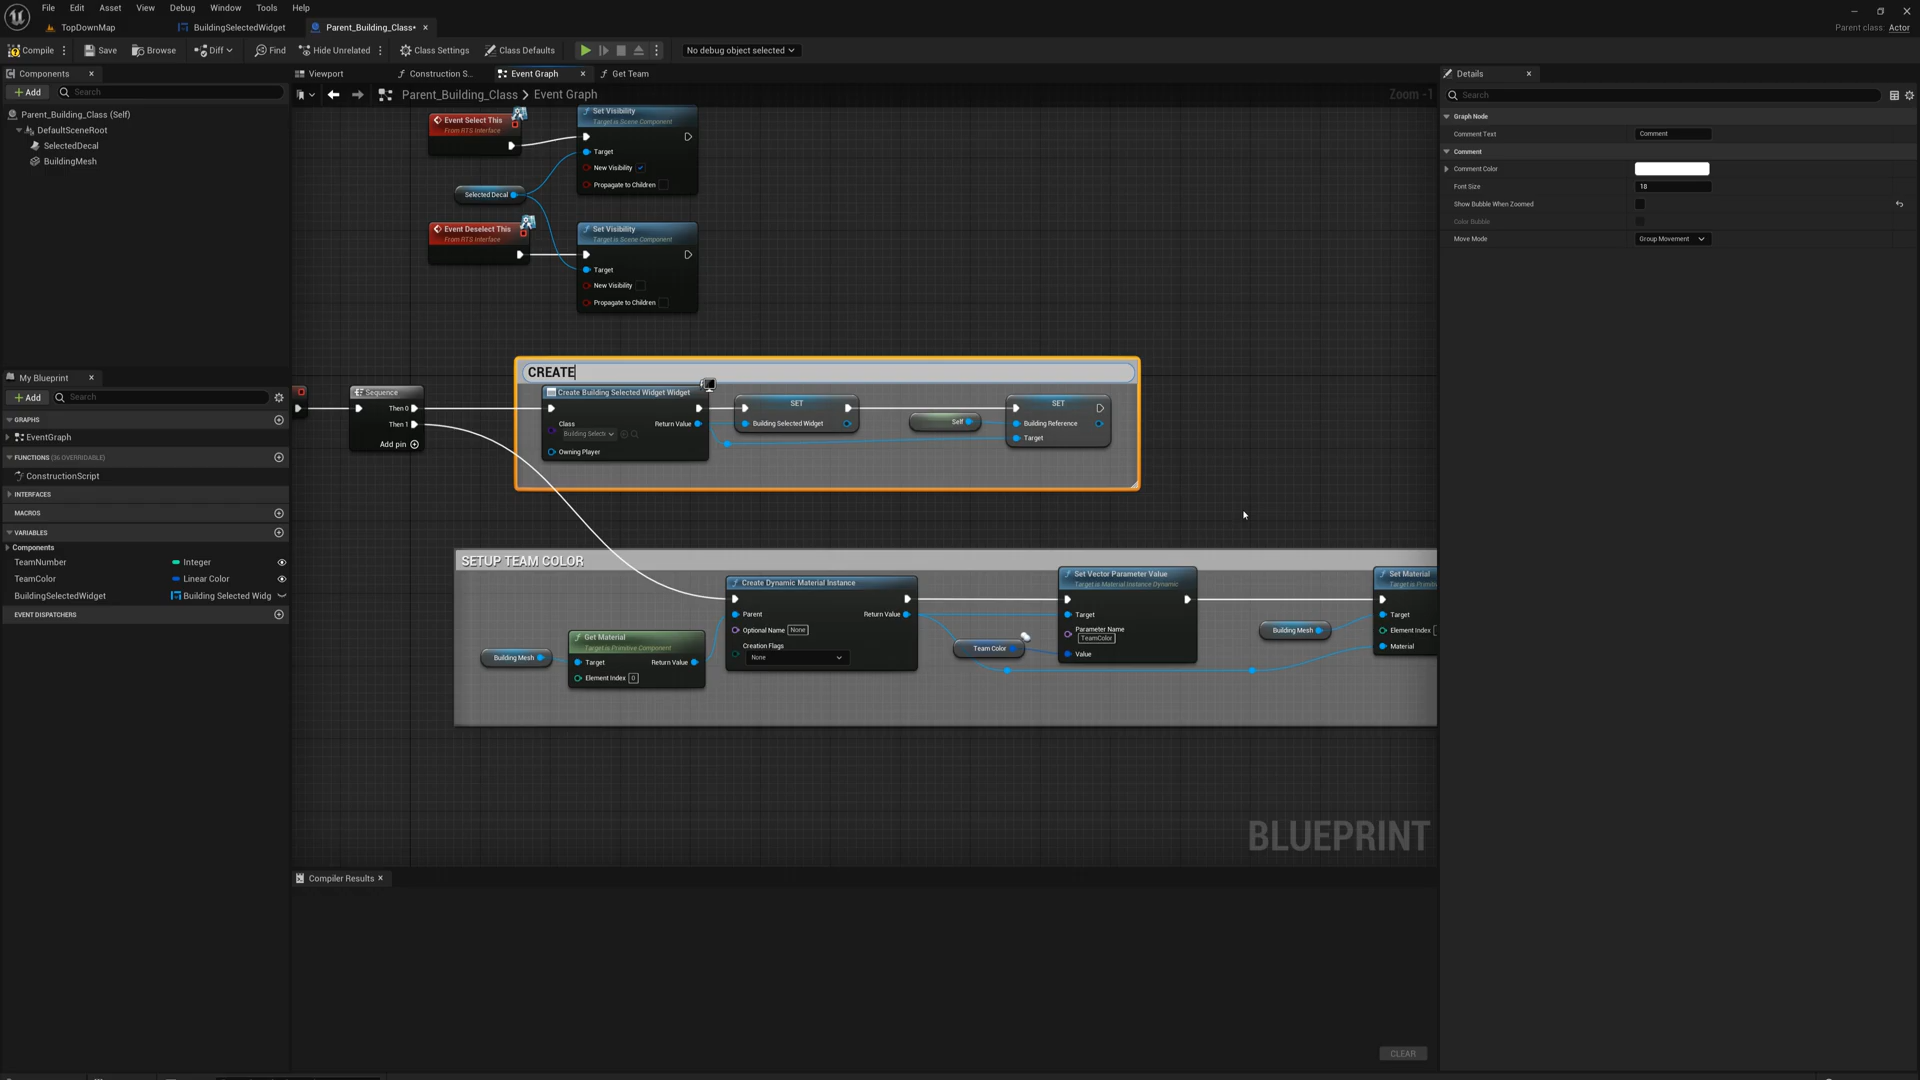 File Edit Asset View Debug Window Tools Help
TopDownMap BuildingSelectedWidget Parent_Building_Class*
Parent class: Actor
Compile Save Browse Diff Find Hide Unrelated Class Settings Class Defaults No debug object selected
Components
Add Search
Parent_Building_Class (Self)
DefaultSceneRoot
SelectedDecal
BuildingMesh
My Blueprint
Add Search
GRAPHS
EventGraph
FUNCTIONS (36 OVERRIDABLE)
ConstructionScript
INTERFACES
MACROS
VARIABLES
Components
TeamNumber Integer
TeamColor Linear Color
BuildingSelectedWidget Building Selected Widg
EVENT DISPATCHERS
Viewport Construction S... Event Graph Get Team
Parent_Building_Class > Event Graph
Zoom -1
Event Select This
From RTS Interface
Set Visibility
Target is Scene Component
Target
New Visibility
Propagate to Children
Selected Decal
Event Deselect This
From RTS Interface
Set Visibility
Target is Scene Component
Target
New Visibility
Propagate to Children
Sequence
Then 0
Then 1
Add pin
CREATE
Create Building Selected Widget Widget
Class Return Value
Building Select
Owning Player
SET
Building Selected Widget
Self
SET
Building Reference
Target
SETUP TEAM COLOR
Building Mesh
Get Material
Target is Primitive Component
Target Return Value
Element Index 0
Create Dynamic Material Instance
Parent Return Value
Optional Name None
Creation Flags
None
Team Color
Set Vector Parameter Value
Target is Material Instance Dynamic
Target
Parameter Name
TeamColor
Value
Building Mesh
Set Material
Target is Primiti
Target
Element Index
Material
BLUEPRINT
Compiler Results
CLEAR
Details
Search
Graph Node
Comment Text Comment
Comment
Comment Color
Font Size 18
Show Bubble When Zoomed
Color Bubble
Move Mode Group Movement